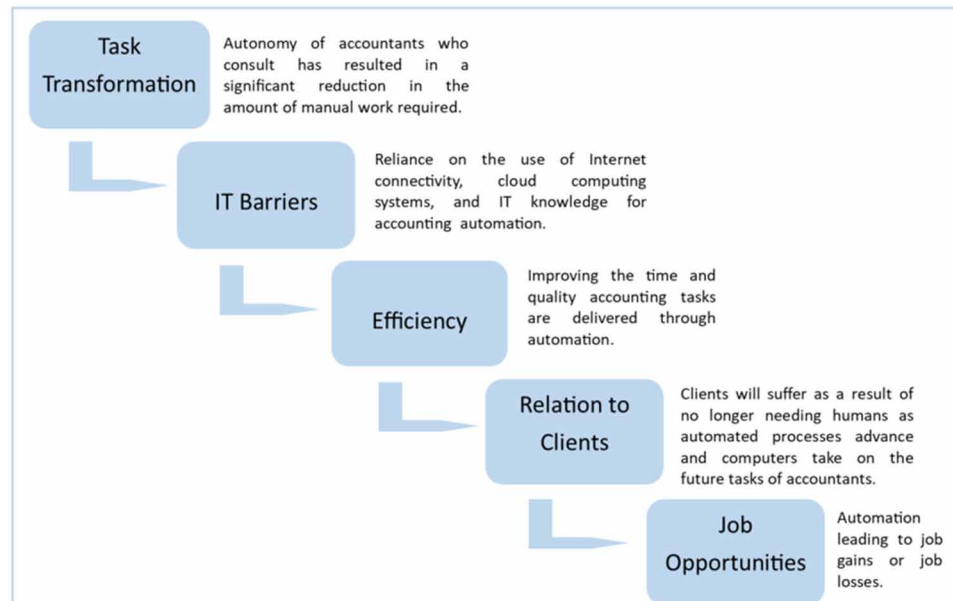 Task
Transformation
Autonomy of accountants who
consult has resulted in a
significant reduction in the
amount of manual work required.
IT Barriers
Reliance on the use of Internet
connectivity, cloud computing
systems, and IT knowledge for
accounting automation.
Efficiency
Improving the time and
quality accounting tasks
are delivered through
automation.
Relation to
Clients
Clients will suffer as a result of
no longer needing humans as
automated processes advance
and computers take on the
future tasks of accountants.
Job
Opportunities
Automation
leading to job
gains or job
losses.